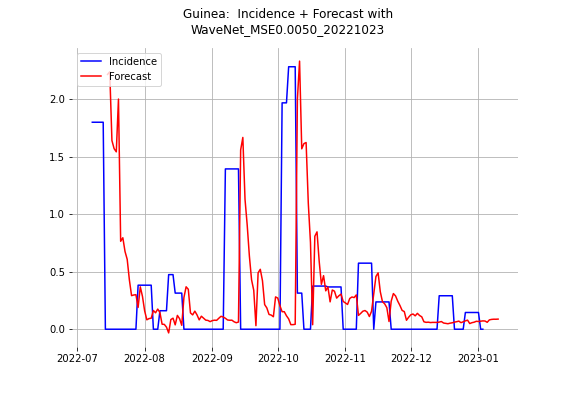 Guinea:  Incidence + Forecast with
WaveNet_MSE0.0050_20221023
Incidence
Forecast
2.0
1.5
1.0
0.5
0.0
2022-07 2022-08 2022-09 2022-10 2022-11 2022-12 2023-01